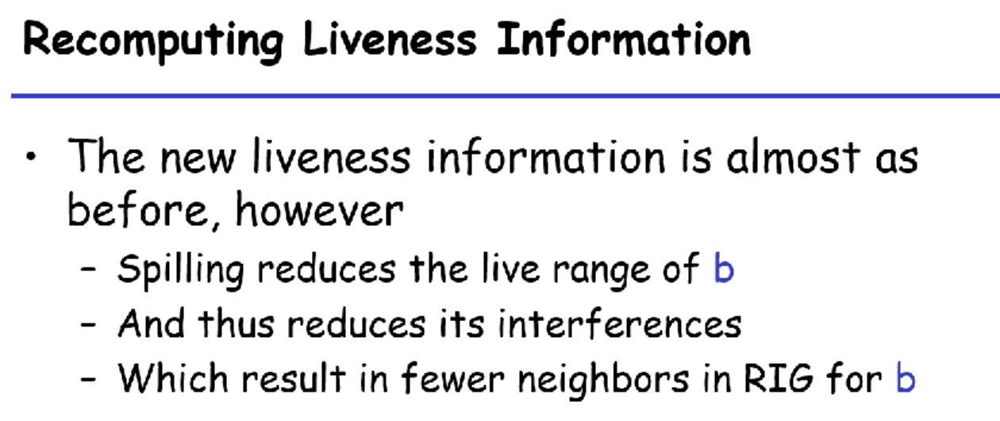 Recomputing Liveness Information
• The new liveness information is almost as
before, however
– Spilling reduces the live range of b
– And thus reduces its interferences
– Which result in fewer neighbors in RIG for b